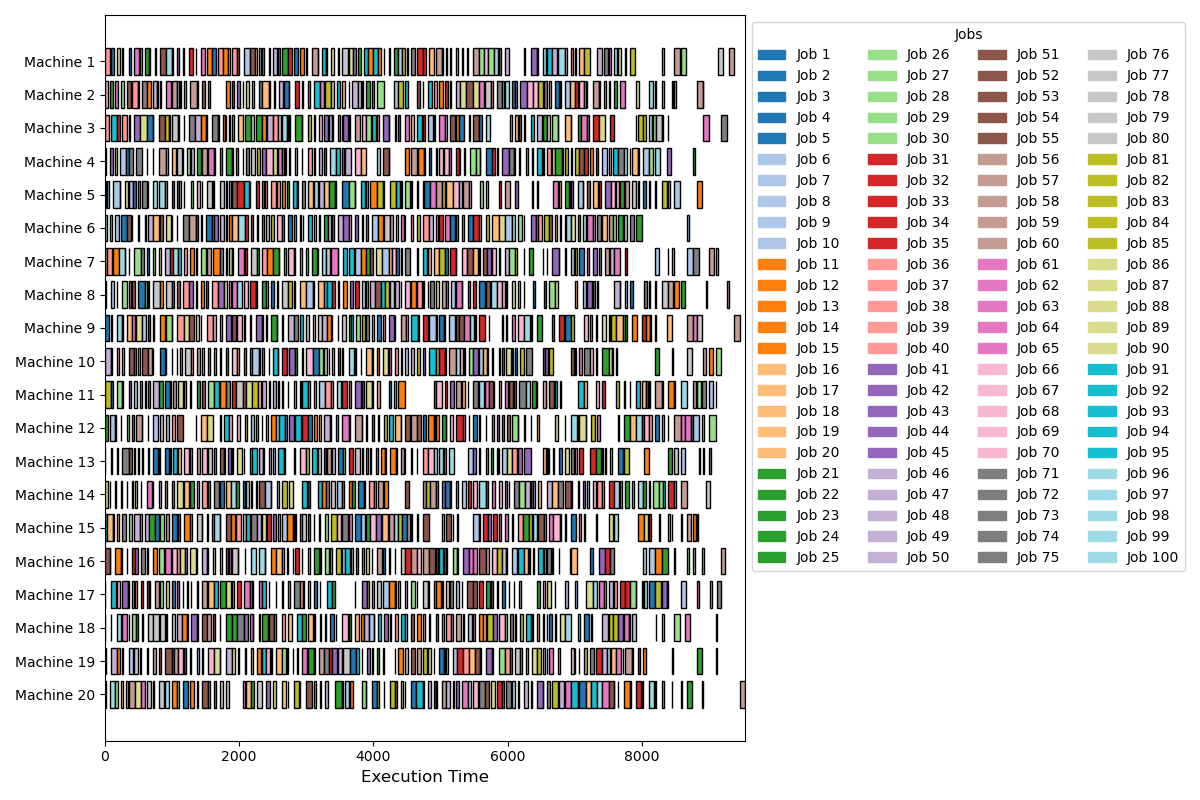 Machine 1
Machine 2
Machine 3
Machine 4
Machine 5
Machine 6
Machine 7
Machine 8
Machine 9
Machine 10
Machine 11
Machine 12
Machine 13
Machine 14
Machine 15
Machine 16
Machine 17
Machine 18
Machine 19
Machine 20
0 2000 4000 6000 8000
Execution Time
Jobs
Job 1 Job 26 Job 51 Job 76
Job 2 Job 27 Job 52 Job 77
Job 3 Job 28 Job 53 Job 78
Job 4 Job 29 Job 54 Job 79
Job 5 Job 30 Job 55 Job 80
Job 6 Job 31 Job 56 Job 81
Job 7 Job 32 Job 57 Job 82
Job 8 Job 33 Job 58 Job 83
Job 9 Job 34 Job 59 Job 84
Job 10 Job 35 Job 60 Job 85
Job 11 Job 36 Job 61 Job 86
Job 12 Job 37 Job 62 Job 87
Job 13 Job 38 Job 63 Job 88
Job 14 Job 39 Job 64 Job 89
Job 15 Job 40 Job 65 Job 90
Job 16 Job 41 Job 66 Job 91
Job 17 Job 42 Job 67 Job 92
Job 18 Job 43 Job 68 Job 93
Job 19 Job 44 Job 69 Job 94
Job 20 Job 45 Job 70 Job 95
Job 21 Job 46 Job 71 Job 96
Job 22 Job 47 Job 72 Job 97
Job 23 Job 48 Job 73 Job 98
Job 24 Job 49 Job 74 Job 99
Job 25 Job 50 Job 75 Job 100